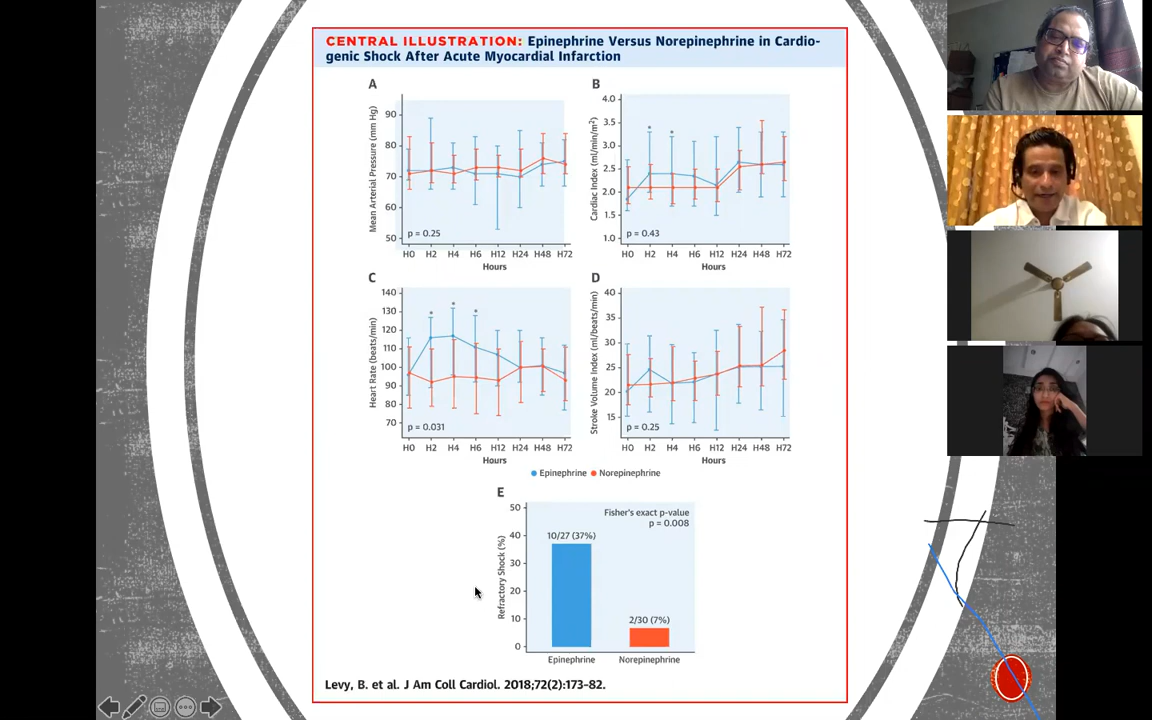 CENTRAL ILLUSTRATION: Epinephrine Versus Norepinephrine in Cardio-
genic Shock After Acute Myocardial Infarction
A
Mean Arterial Pressure (mm Hg)
90
80
70
60
50
p = 0.25
H0 H2 H4 H6 H12 H24 H48 H72
Hours
B
Cardiac Index (ml/min/m²)
4.0
3.5
3.0
2.5
2.0
1.5
1.0
p = 0.43
H0 H2 H4 H6 H12 H24 H48 H72
Hours
C
Heart Rate (beats/min)
140
130
120
110
100
90
80
70
p = 0.031
H0 H2 H4 H6 H12 H24 H48 H72
Hours
D
Stroke Volume Index (ml/beats/min)
40
35
30
25
20
15
p = 0.25
H0 H2 H4 H6 H12 H24 H48 H72
Hours
Epinephrine Norepinephrine
E
Refractory Shock (%)
50
40
30
20
10
0
Fisher's exact p-value
p = 0.008
10/27 (37%)
2/30 (7%)
Epinephrine Norepinephrine
Levy, B. et al. J Am Coll Cardiol. 2018;72(2):173–82.